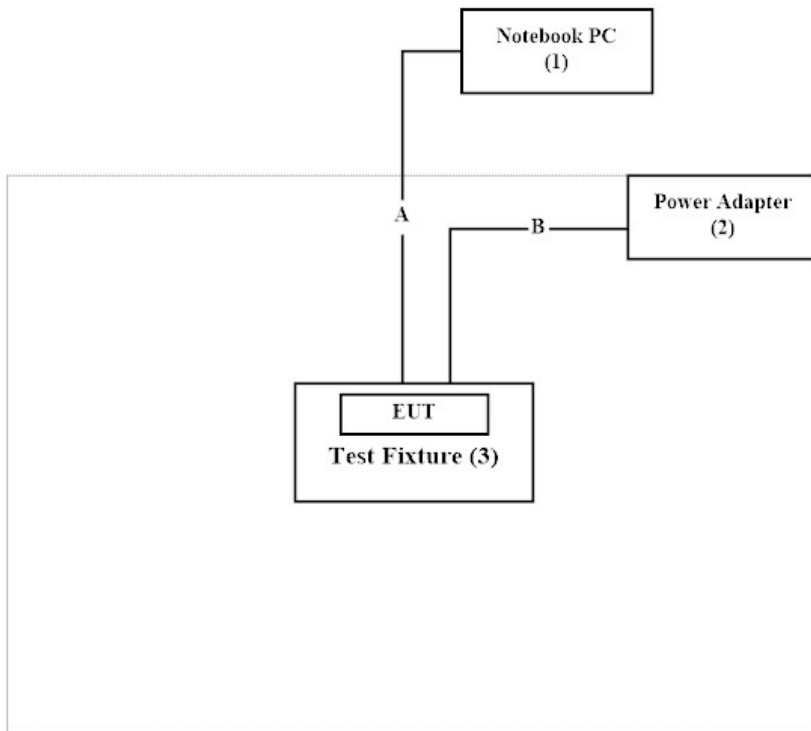 Notebook PC
(1)
Power Adapter
(2)
A
B
EUT
Test Fixture (3)